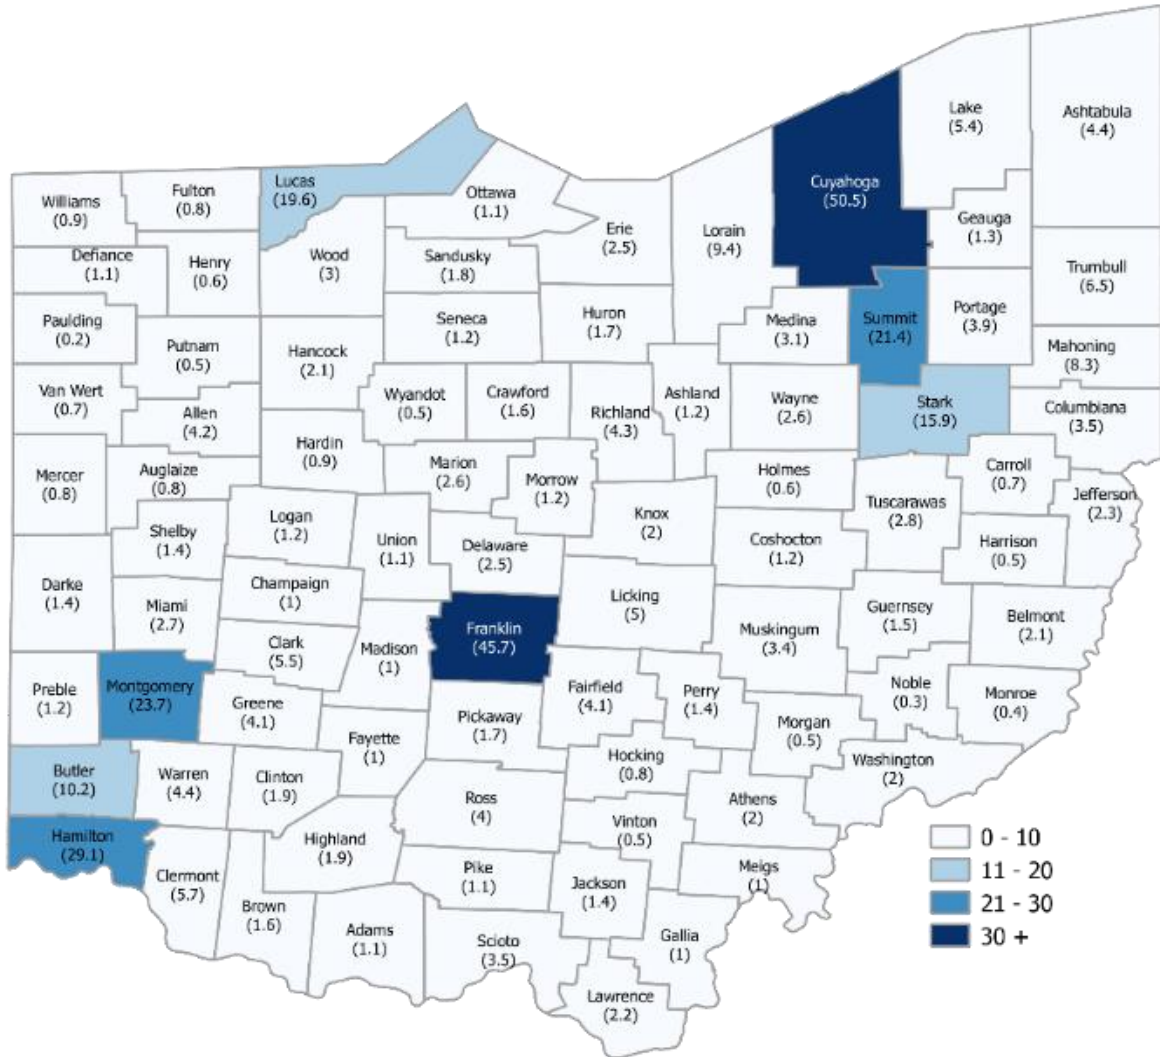 Lake
(5.4)
Ashtabula
(4.4)
Cuyahoga
(50.5)
Lucas
(19.6)
Fulton
(0.8)
Williams
(0.9)
Ottawa
(1.1)
Erie
(2.5)
Lorain
(9.4)
Geauga
(1.3)
Defiance
(1.1)
Henry
(0.6)
Wood
(3)
Sandusky
(1.8)
Trumbull
(6.5)
Paulding
(0.2)
Putnam
(0.5)
Hancock
(2.1)
Seneca
(1.2)
Huron
(1.7)
Medina
(3.1)
Summit
(21.4)
Portage
(3.9)
Mahoning
(8.3)
Van Wert
(0.7)
Allen
(4.2)
Wyandot
(0.5)
Crawford
(1.6)
Richland
(4.3)
Ashland
(1.2)
Wayne
(2.6)
Stark
(15.9)
Columbiana
(3.5)
Mercer
(0.8)
Auglaize
(0.8)
Hardin
(0.9)
Marion
(2.6)
Morrow
(1.2)
Holmes
(0.6)
Carroll
(0.7)
Tuscarawas
(2.8)
Jefferson
(2.3)
Shelby
(1.4)
Logan
(1.2)
Union
(1.1)
Delaware
(2.5)
Knox
(2)
Coshocton
(1.2)
Harrison
(0.5)
Darke
(1.4)
Miami
(2.7)
Champaign
(1)
Licking
(5)
Guernsey
(1.5)
Belmont
(2.1)
Clark
(5.5)
Madison
(1)
Franklin
(45.7)
Muskingum
(3.4)
Preble
(1.2)
Montgomery
(23.7)
Greene
(4.1)
Fairfield
(4.1)
Perry
(1.4)
Noble
(0.3)
Monroe
(0.4)
Fayette
(1)
Pickaway
(1.7)
Morgan
(0.5)
Hocking
(0.8)
Washington
(2)
Butler
(10.2)
Warren
(4.4)
Clinton
(1.9)
Ross
(4)
Athens
(2)
Vinton
(0.5)
Hamilton
(29.1)
Highland
(1.9)
Clermont
(5.7)
Pike
(1.1)
Jackson
(1.4)
Meigs
(1)
Brown
(1.6)
Adams
(1.1)
Scioto
(3.5)
Gallia
(1)
Lawrence
(2.2)
0 - 10
11 - 20
21 - 30
30 +